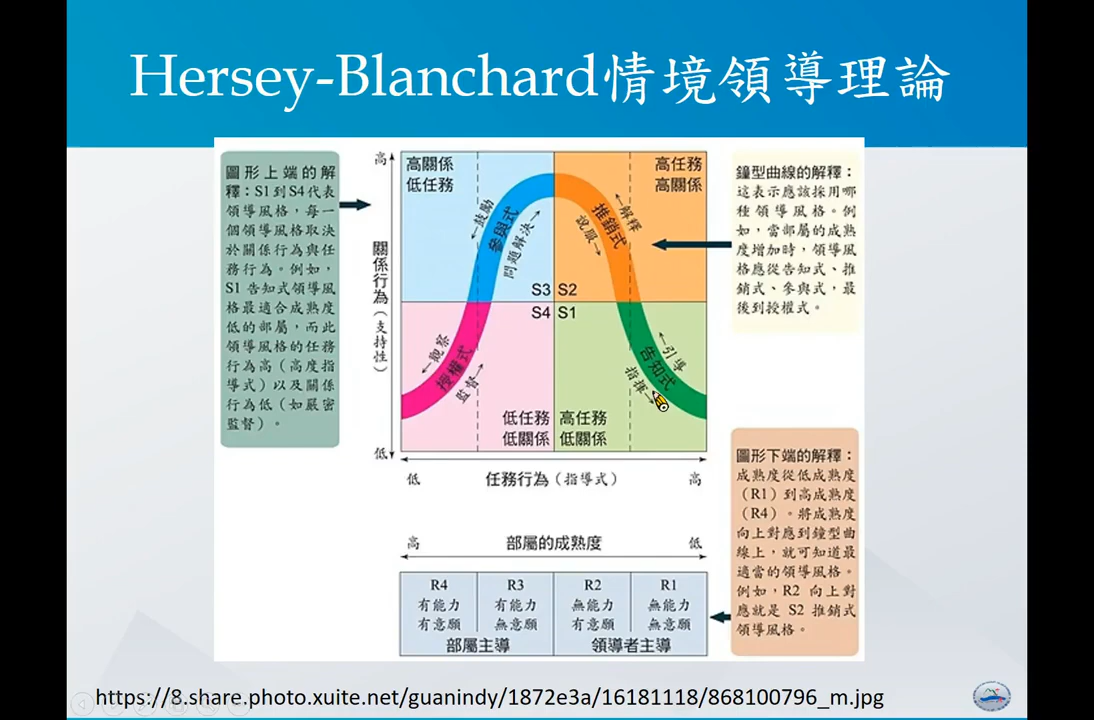 Hersey-Blanchard情境領導理論
圖形上端的解
釋：S1到S4代表
領導風格，每一
個領導風格取決
於關係行為與任
務行為。例如，
S1 告知式領導風
格最適合成熟度
低的部屬，而此
領導風格的任務
行為高（高度指
導式）以及關係
行為低（如嚴密
監督）。
高
關係行為（支持性）
低
高關係
低任務
高任務
高關係
鼓勵
參與式
問題解決
解釋
推銷式
說服
S3
S2
S4
S1
觀察
授權式
監督
引導
告知式
指揮
低任務
低關係
高任務
低關係
低
任務行為（指導式）
高
鐘型曲線的解釋：
這表示應該採用哪
種領導風格。例
如，當部屬的成熟
度增加時，領導風
格應從告知式、推
銷式、參與式，最
後到授權式。
高
部屬的成熟度
低
R4
有能力
有意願
R3
有能力
無意願
R2
無能力
有意願
R1
無能力
無意願
部屬主導
領導者主導
圖形下端的解釋：
成熟度從低成熟度
（R1）到高成熟度
（R4）。將成熟度
向上對應到鐘型曲
線上，就可知道最
適當的領導風格。
例如，R2 向上對
應就是 S2 推銷式
領導風格。
https://8.share.photo.xuite.net/guanindy/1872e3a/16181118/868100796_m.jpg